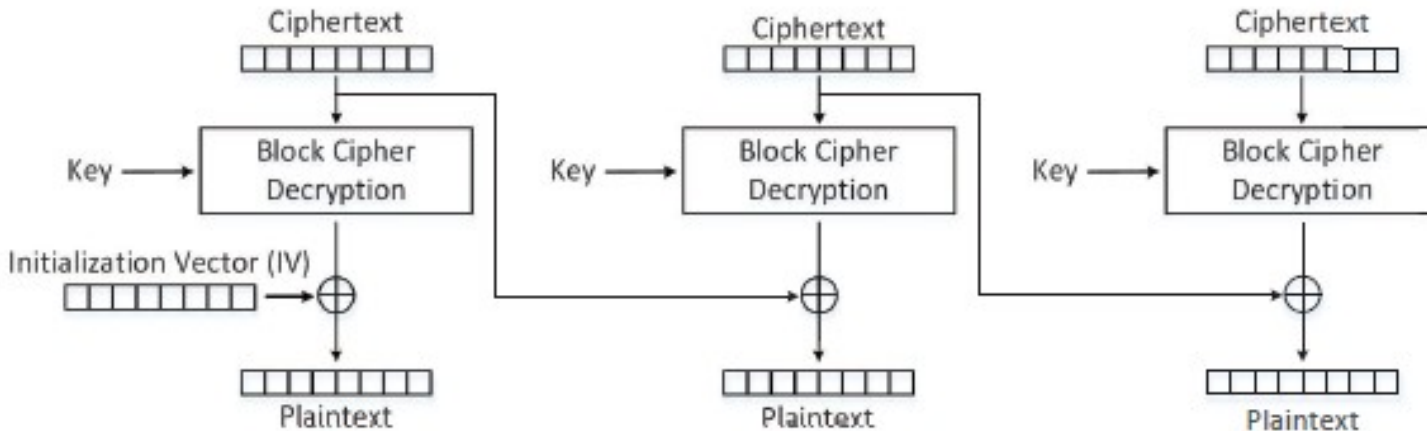 Ciphertext
Ciphertext
Ciphertext
Key
Block Cipher
Decryption
Key
Block Cipher
Decryption
Key
Block Cipher
Decryption
Initialization Vector (IV)
Plaintext
Plaintext
Plaintext